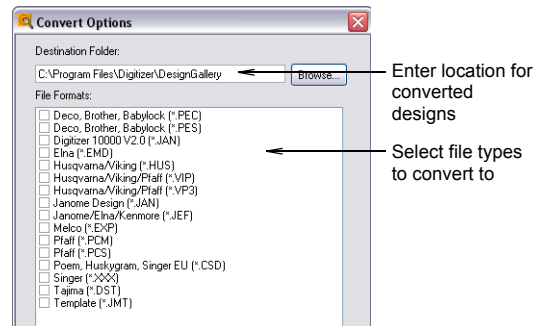 Convert Options
Destination Folder:
C:\Program Files\Digitizer\DesignGallery
Browse...
Enter location for
converted
designs
File Formats:
Deco, Brother, Babylock (*.PEC)
Deco, Brother, Babylock (*.PES)
Digitizer 10000 V2.0 (*.JAN)
Elna (*.EMD)
Husqvarna/Viking (*.HUS)
Husqvarna/Viking/Pfaff (*.VIP)
Husqvarna/Viking/Pfaff (*.VP3)
Janome Design (*.JAN)
Janome/Elna/Kenmore (*.JEF)
Melco (*.EXP)
Pfaff (*.PCM)
Pfaff (*.PCS)
Poem, Huskygram, Singer EU (*.CSD)
Singer (*.XXX)
Tajima (*.DST)
Template (*.JMT)
Select file types
to convert to